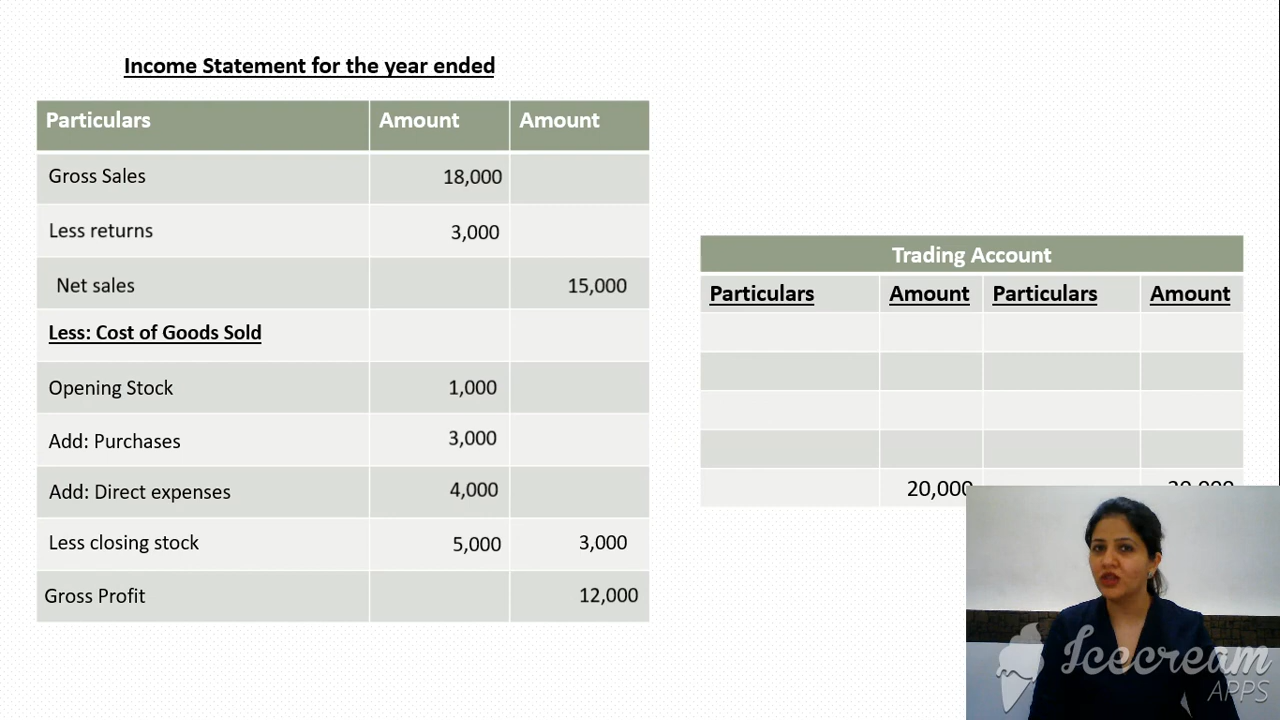 Income Statement for the year ended
Particulars Amount Amount
Gross Sales 18,000
Less returns 3,000
Net sales 15,000
Less: Cost of Goods Sold
Opening Stock 1,000
Add: Purchases 3,000
Add: Direct expenses 4,000
Less closing stock 5,000 3,000
Gross Profit 12,000
Trading Account
Particulars Amount Particulars Amount
20,000
Icecream
APPS